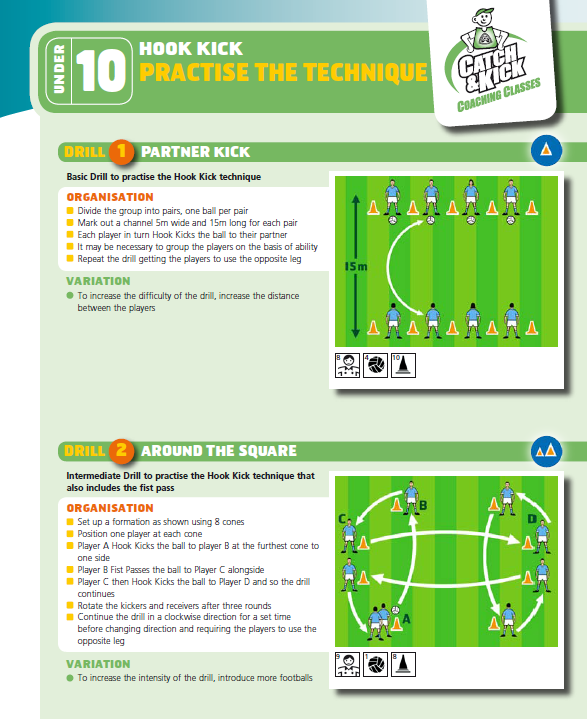 UNDER
10
HOOK KICK
PRACTISE THE TECHNIQUE
CATCH
&KICK
COACHING CLASSES
DRILL 1 PARTNER KICK
Basic Drill to practise the Hook Kick technique
ORGANISATION
Divide the group into pairs, one ball per pair
Mark out a channel 5m wide and 15m long for each pair
Each player in turn Hook Kicks the ball to their partner
It may be necessary to group the players on the basis of ability
Repeat the drill getting the players to use the opposite leg
VARIATION
To increase the difficulty of the drill, increase the distance
between the players
15m
8 4 10
DRILL 2 AROUND THE SQUARE
Intermediate Drill to practise the Hook Kick technique that
also includes the fist pass
ORGANISATION
Set up a formation as shown using 8 cones
Position one player at each cone
Player A Hook Kicks the ball to player B at the furthest cone to
one side
Player B Fist Passes the ball to Player C alongside
Player C then Hook Kicks the ball to Player D and so the drill
continues
Rotate the kickers and receivers after three rounds
Continue the drill in a clockwise direction for a set time
before changing direction and requiring the players to use the
opposite leg
VARIATION
To increase the intensity of the drill, introduce more footballs
B
C
D
A
9 1 8